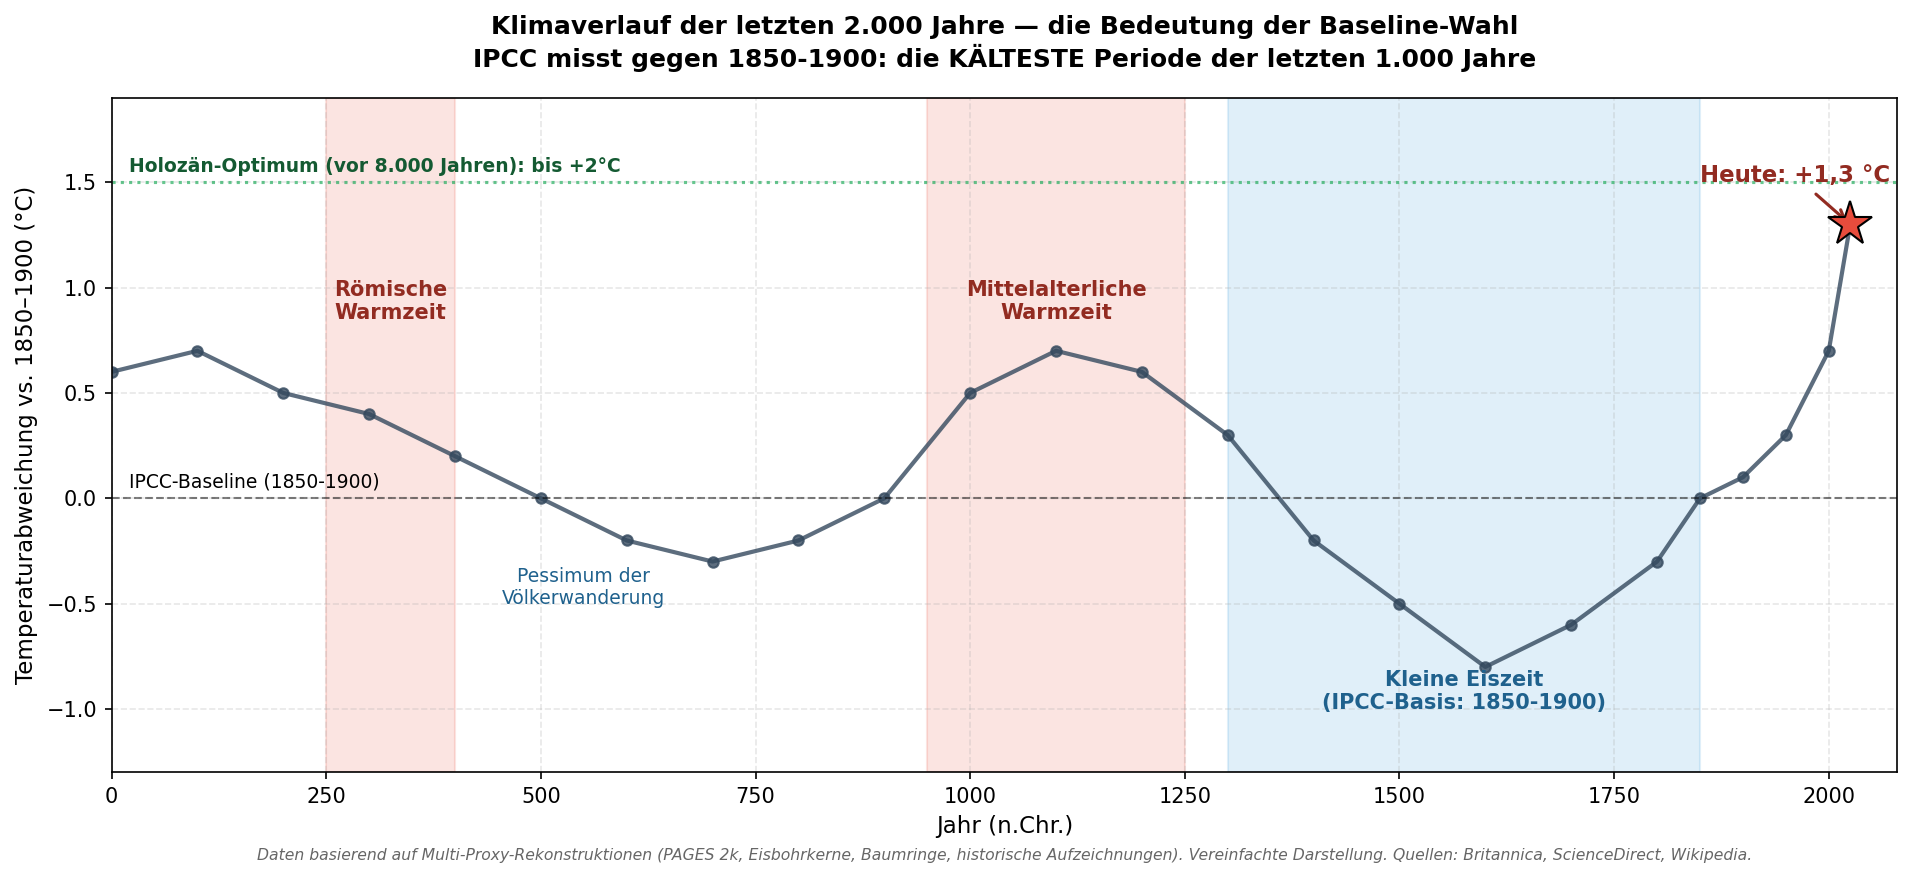 Klimaverlauf der letzten 2.000 Jahre — die Bedeutung der Baseline-Wahl
IPCC misst gegen 1850-1900: die KÄLTESTE Periode der letzten 1.000 Jahre
Temperaturabweichung vs. 1850–1900 (°C)
1.5
1.0
0.5
0.0
−0.5
−1.0
Holozän-Optimum (vor 8.000 Jahren): bis +2°C
Heute: +1,3 °C
Römische
Warmzeit
Mittelalterliche
Warmzeit
IPCC-Baseline (1850-1900)
Pessimum der
Völkerwanderung
Kleine Eiszeit
(IPCC-Basis: 1850-1900)
0 250 500 750 1000 1250 1500 1750 2000
Jahr (n.Chr.)
Daten basierend auf Multi-Proxy-Rekonstruktionen (PAGES 2k, Eisbohrkerne, Baumringe, historische Aufzeichnungen). Vereinfachte Darstellung. Quellen: Britannica, ScienceDirect, Wikipedia.